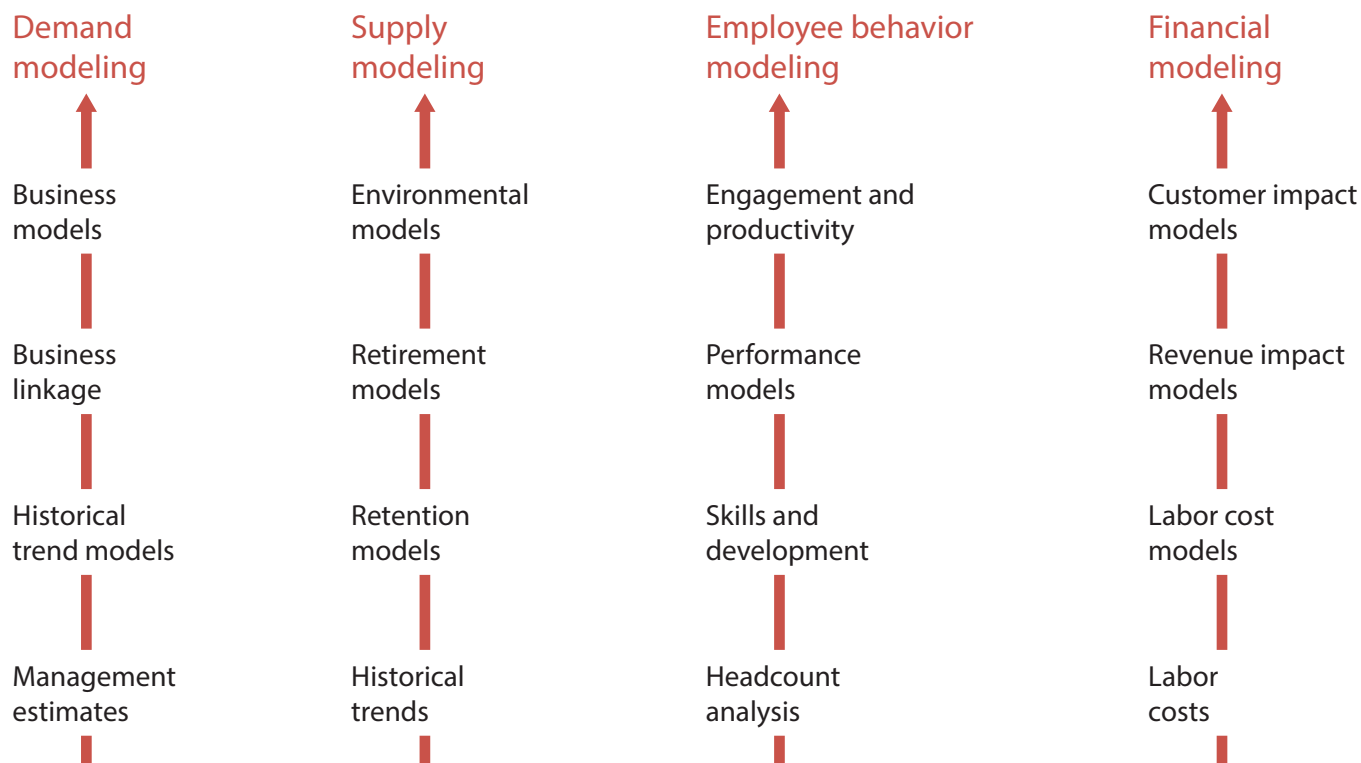 Demand
modeling
Supply
modeling
Employee behavior
modeling
Financial
modeling
Business
models
Environmental
models
Engagement and
productivity
Customer impact
models
Business
linkage
Retirement
models
Performance
models
Revenue impact
models
Historical
trend models
Retention
models
Skills and
development
Labor cost
models
Management
estimates
Historical
trends
Headcount
analysis
Labor
costs